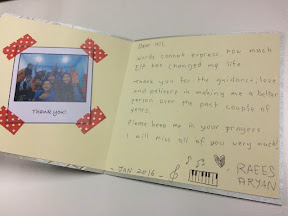 THANK YOU!
Dear All,
Words cannot express how much
has changed my life
Thank you for the guidance, love
and patience in making me a better
person over the past couple of
years.
Please keep me in your prayers
I will miss all of you very much!
- JAN 2016 -
- RAEES
ARYAN